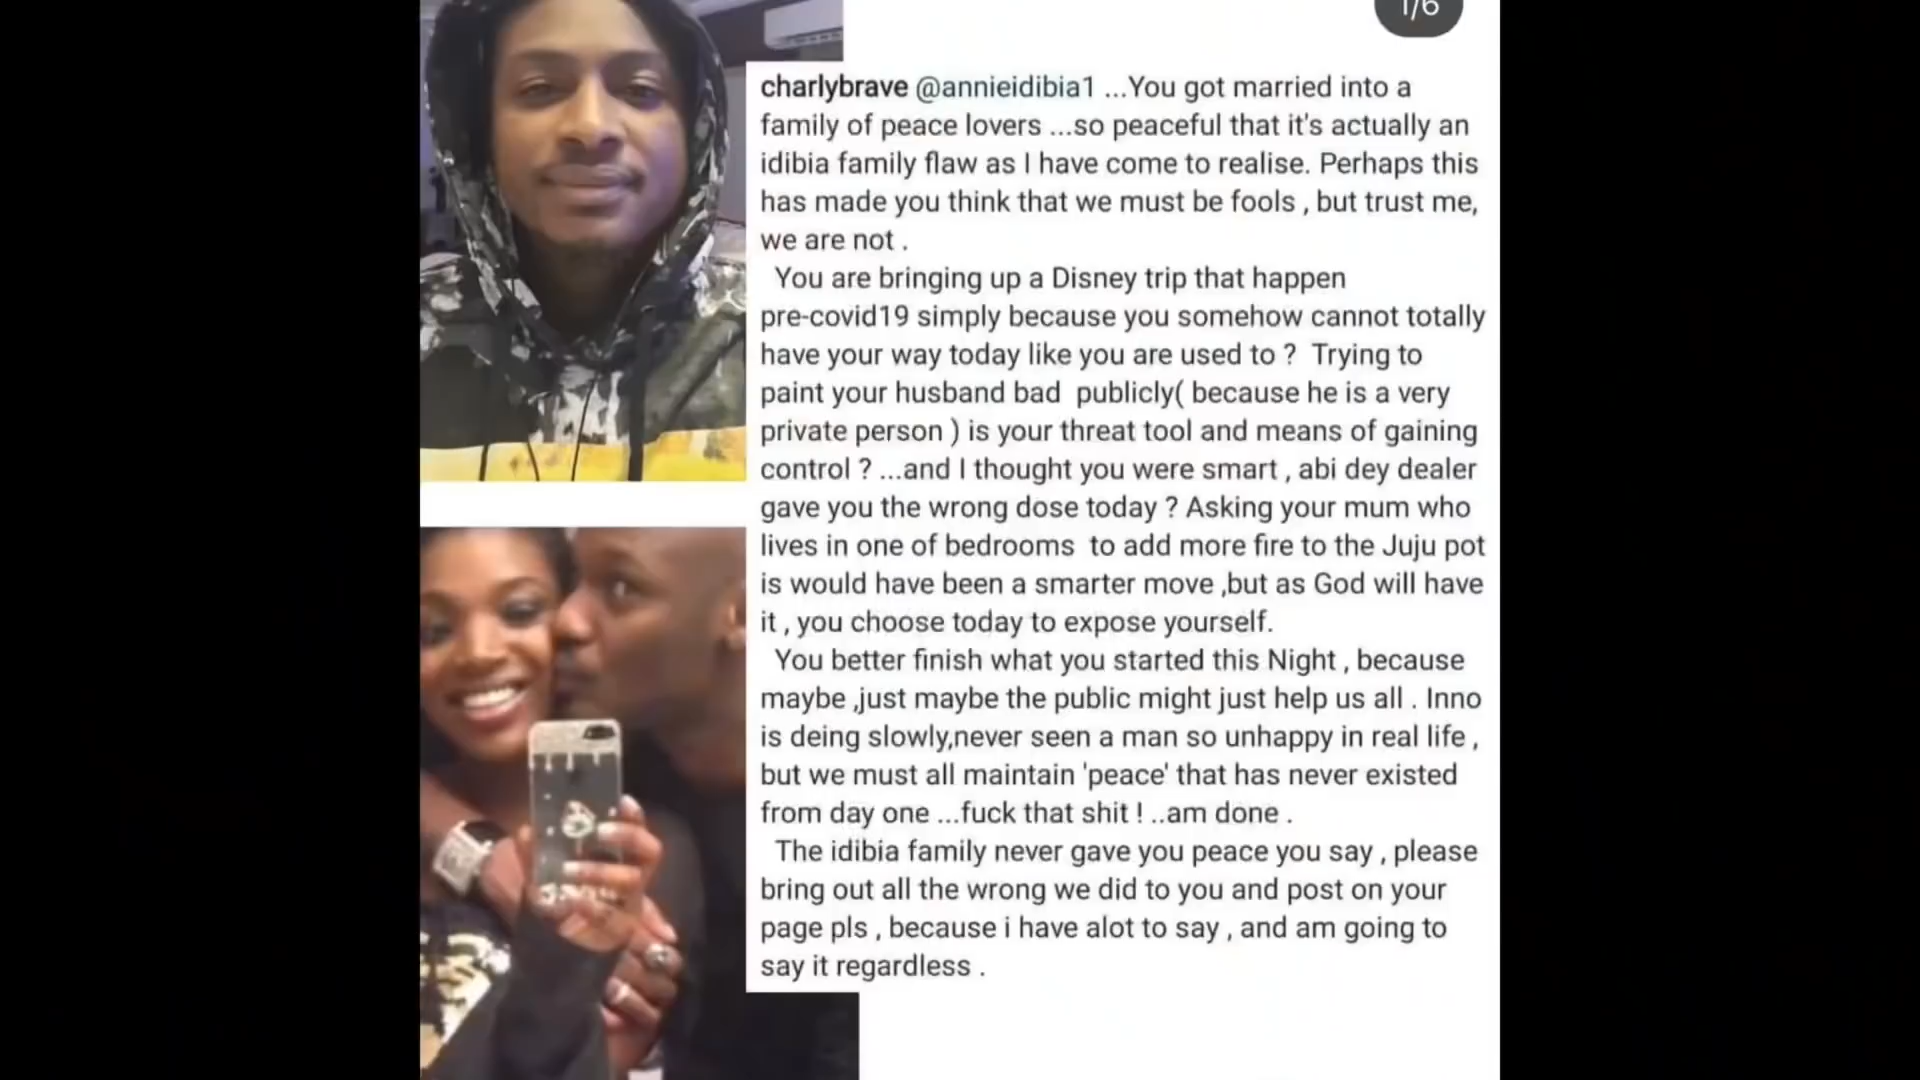 1/6
charlybrave @annieidibia1 ...You got married into a
family of peace lovers ...so peaceful that it's actually an
idibia family flaw as I have come to realise. Perhaps this
has made you think that we must be fools , but trust me,
we are not .
You are bringing up a Disney trip that happen
pre-covid19 simply because you somehow cannot totally
have your way today like you are used to ? Trying to
paint your husband bad publicly( because he is a very
private person ) is your threat tool and means of gaining
control ? ...and I thought you were smart , abi dey dealer
gave you the wrong dose today ? Asking your mum who
lives in one of bedrooms to add more fire to the Juju pot
is would have been a smarter move ,but as God will have
it , you choose today to expose yourself.
You better finish what you started this Night , because
maybe ,just maybe the public might just help us all . Inno
is deing slowly,never seen a man so unhappy in real life ,
but we must all maintain 'peace' that has never existed
from day one ...fuck that shit ! ..am done .
The idibia family never gave you peace you say , please
bring out all the wrong we did to you and post on your
page pls , because i have alot to say , and am going to
say it regardless .